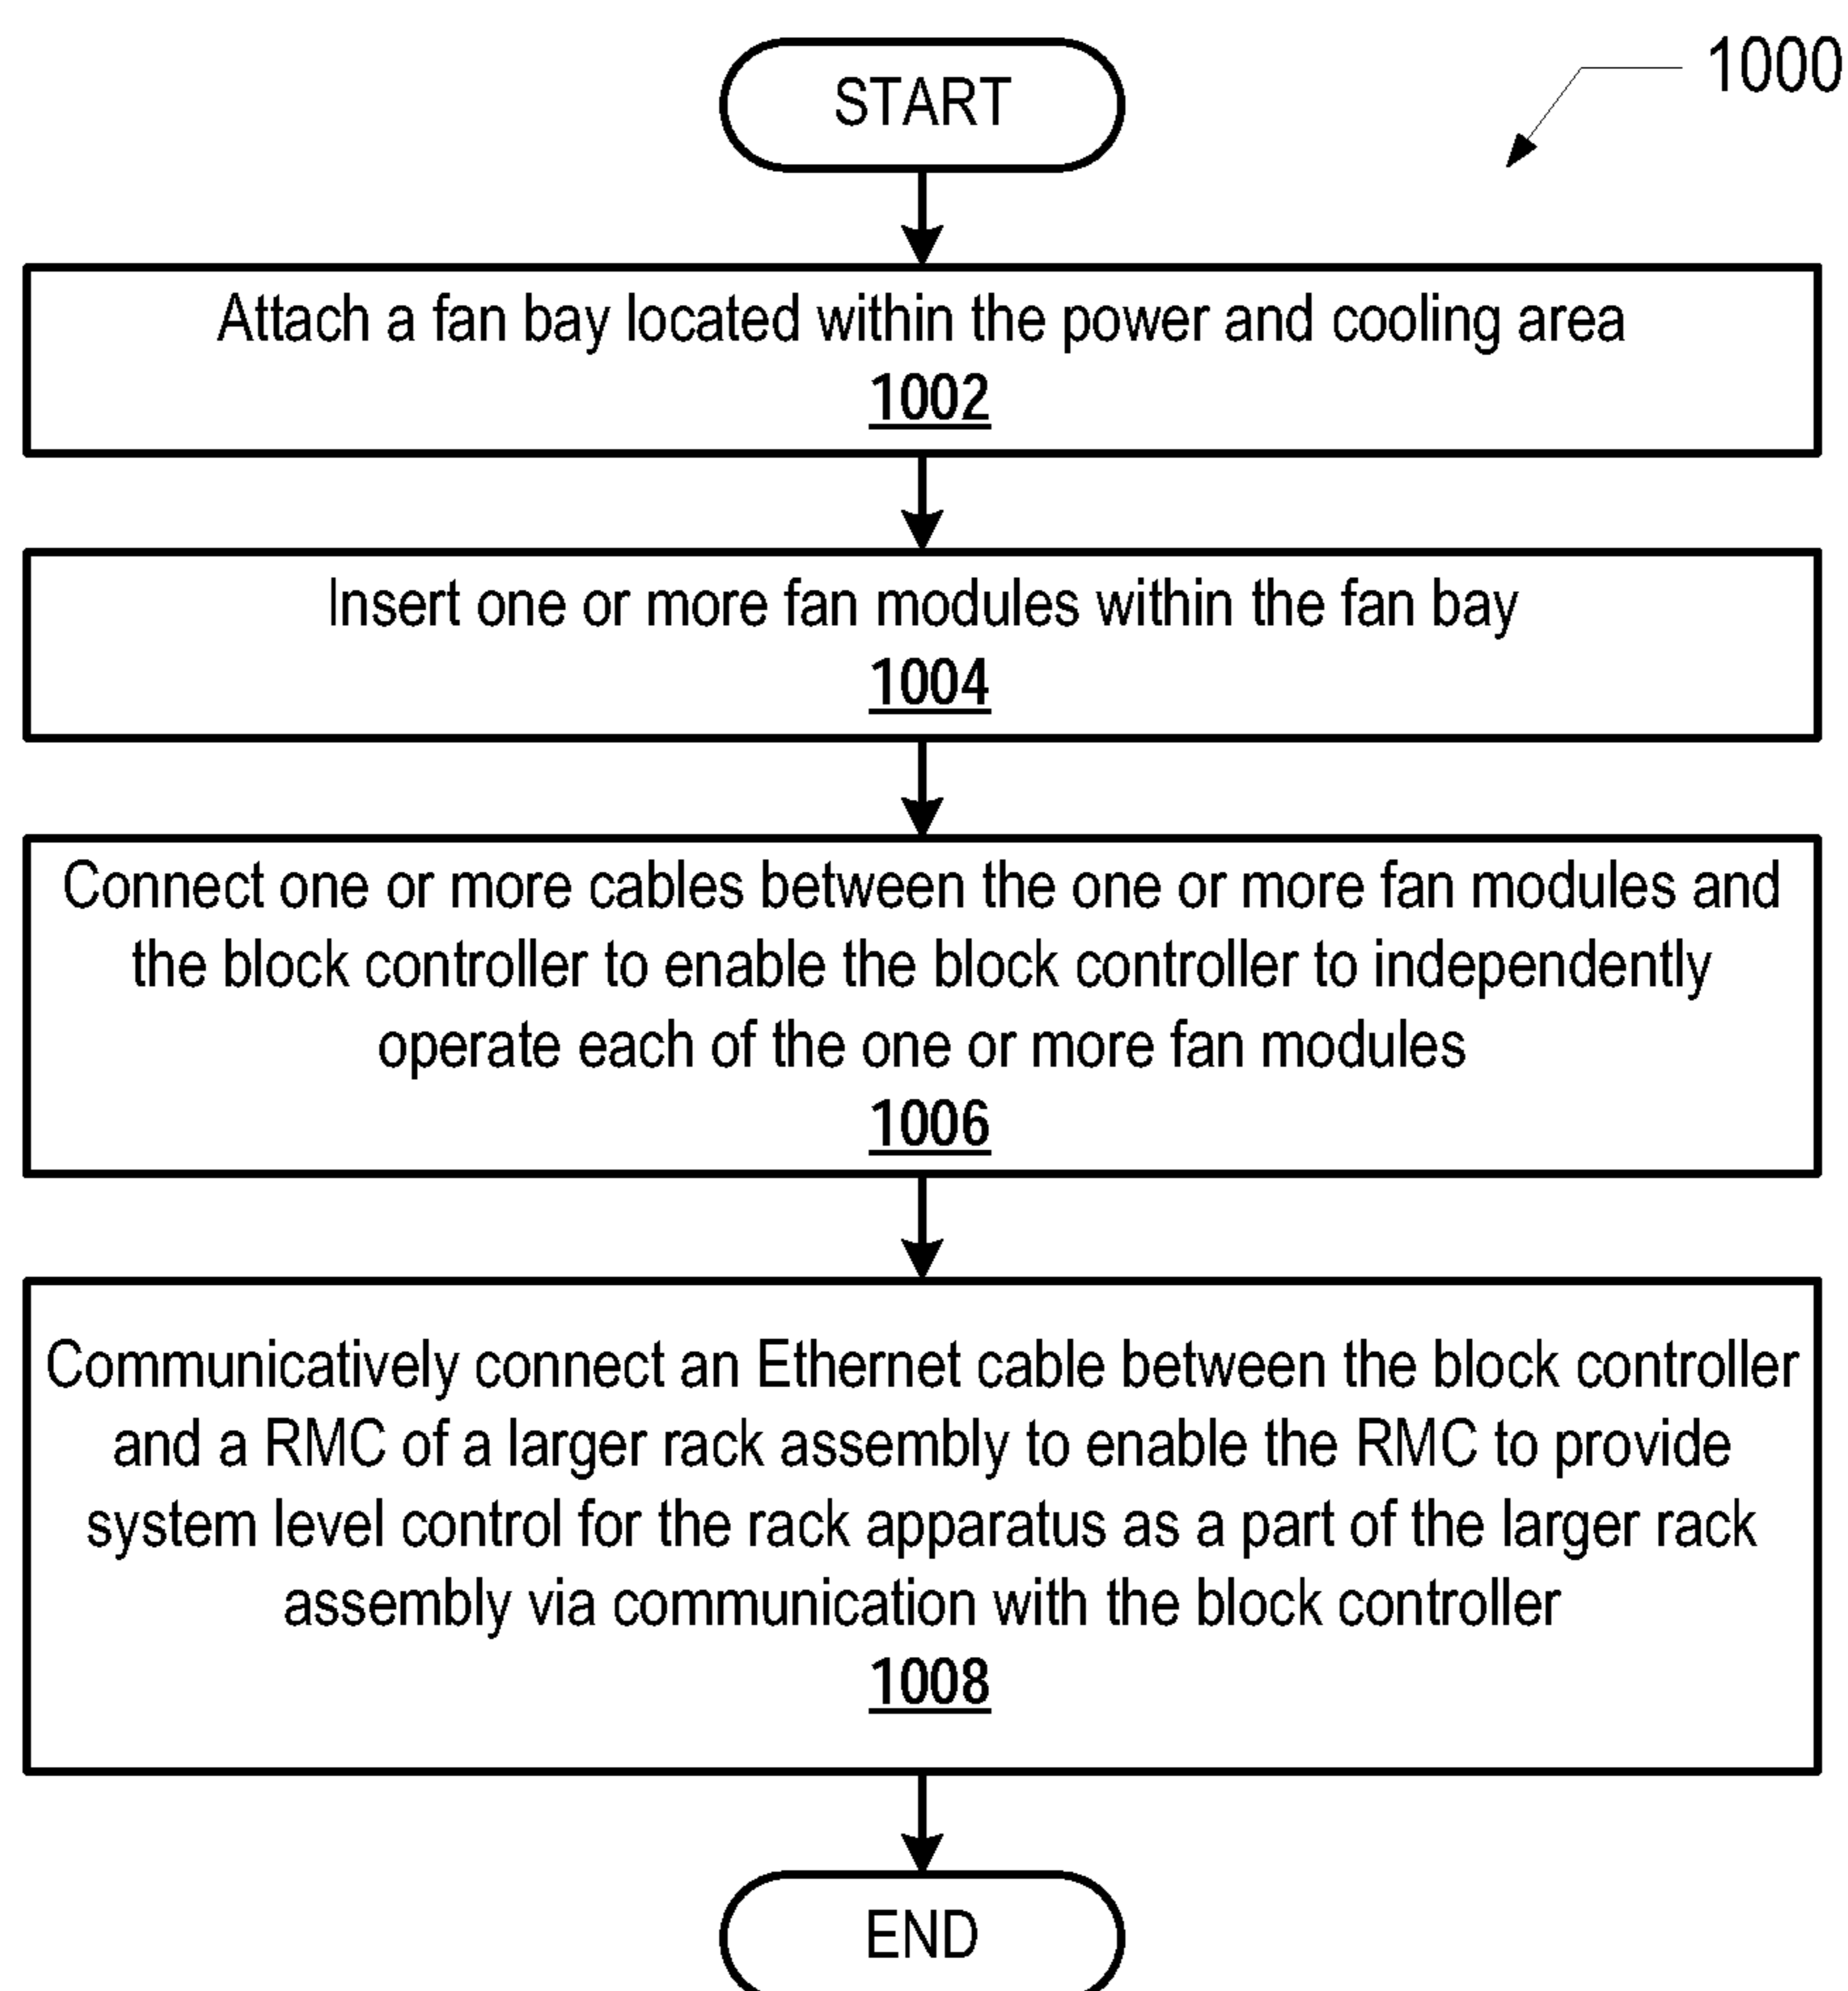 START
1000
Attach a fan bay located within the power and cooling area
1002
Insert one or more fan modules within the fan bay
1004
Connect one or more cables between the one or more fan modules and
the block controller to enable the block controller to independently
operate each of the one or more fan modules
1006
Communicatively connect an Ethernet cable between the block controller
and a RMC of a larger rack assembly to enable the RMC to provide
system level control for the rack apparatus as a part of the larger rack
assembly via communication with the block controller
1008
END